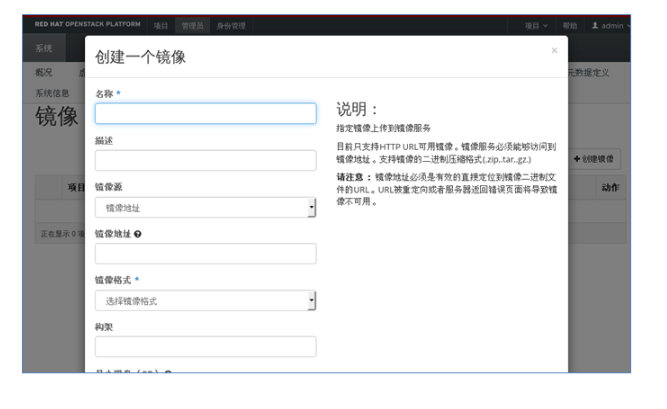 RED HAT OPENSTACK PLATFORM 项目 管理员 身份管理 项目 帮助 admin
系统
概况 元数据定义
系统信息
镜像
创建镜像
项目 动作
正在显示 0 项
创建一个镜像 ×
名称 *
描述
镜像源
镜像地址
镜像地址
镜像格式 *
选择镜像格式
构架
说明：
指定镜像上传到镜像服务
目前只支持HTTP URL可用镜像。镜像服务必须能够访问到
镜像地址。支持镜像的二进制压缩格式(.zip,.tar,.gz.)
请注意： 镜像地址必须是有效的直接定位到镜像二进制文
件的URL。URL被重定向或者服务器返回错误页面将导致镜
像不可用。